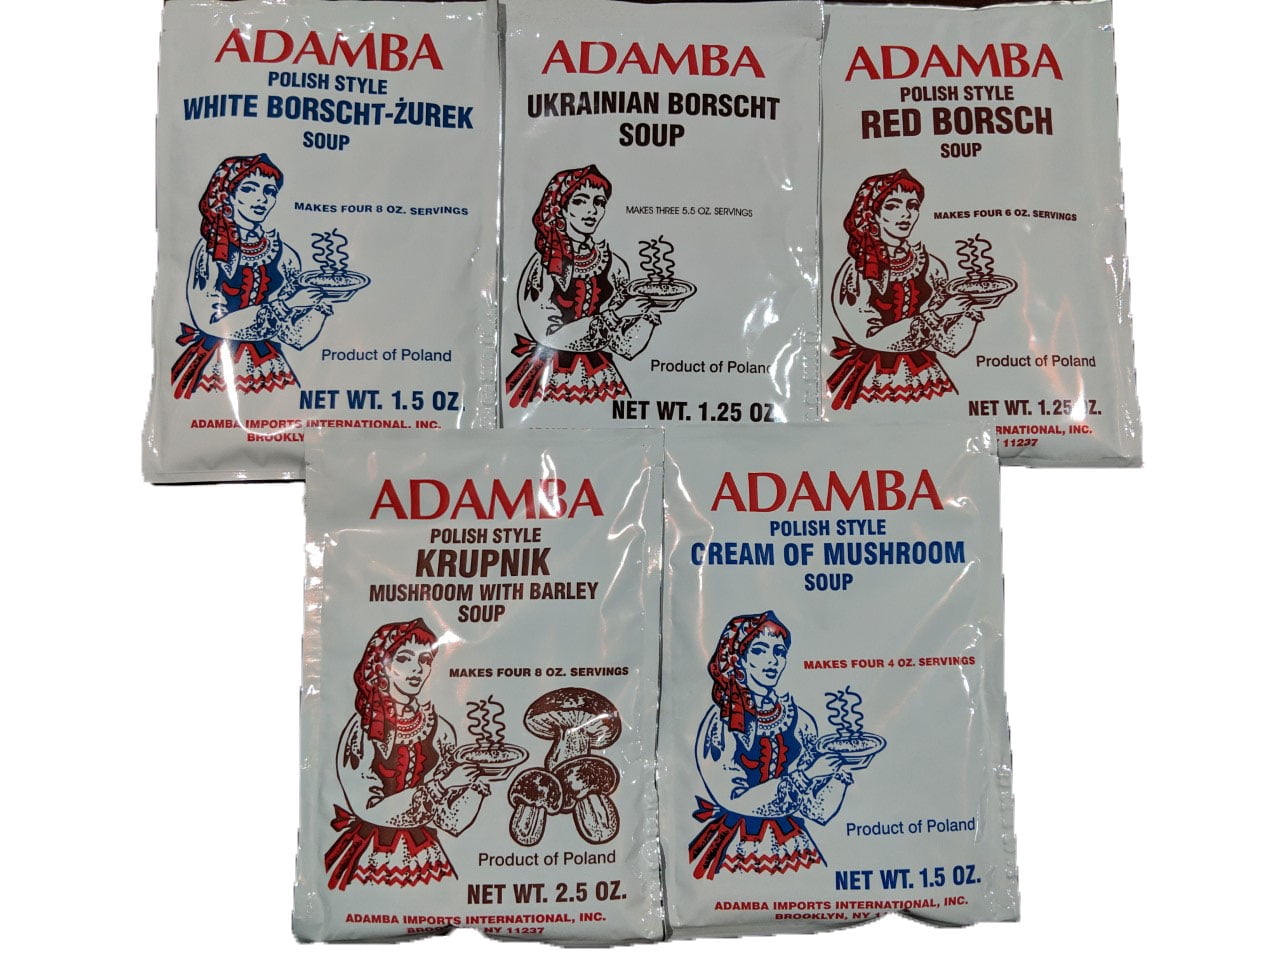 ADAMBA
POLISH STYLE
WHITE BORSCHT-ŻUREK
SOUP
MAKES FOUR 8 OZ. SERVINGS
Product of Poland
NET WT. 1.5 OZ.
ADAMBA IMPORTS INTERNATIONAL, INC.
ADAMBA
UKRAINIAN BORSCHT
SOUP
MAKES THREE 5.5 OZ. SERVINGS
Product of Poland
NET WT. 1.25 OZ
ADAMBA
POLISH STYLE
RED BORSCH
SOUP
MAKES FOUR 6 OZ. SERVINGS
Product of Poland
NET WT. 1.25 OZ.
INC.
11237
ADAMBA
POLISH STYLE
KRUPNIK
MUSHROOM WITH BARLEY
SOUP
MAKES FOUR 8 OZ. SERVINGS
Product of Poland
NET WT. 2.5 OZ.
ADAMBA IMPORTS INTERNATIONAL, INC.
NY 11237
ADAMBA
POLISH STYLE
CREAM OF MUSHROOM
SOUP
MAKES FOUR 4 OZ. SERVINGS
Product of Poland
NET WT. 1.5 OZ.
ADAMBA IMPORTS INTERNATIONAL, INC.
BROOKLYN, NY